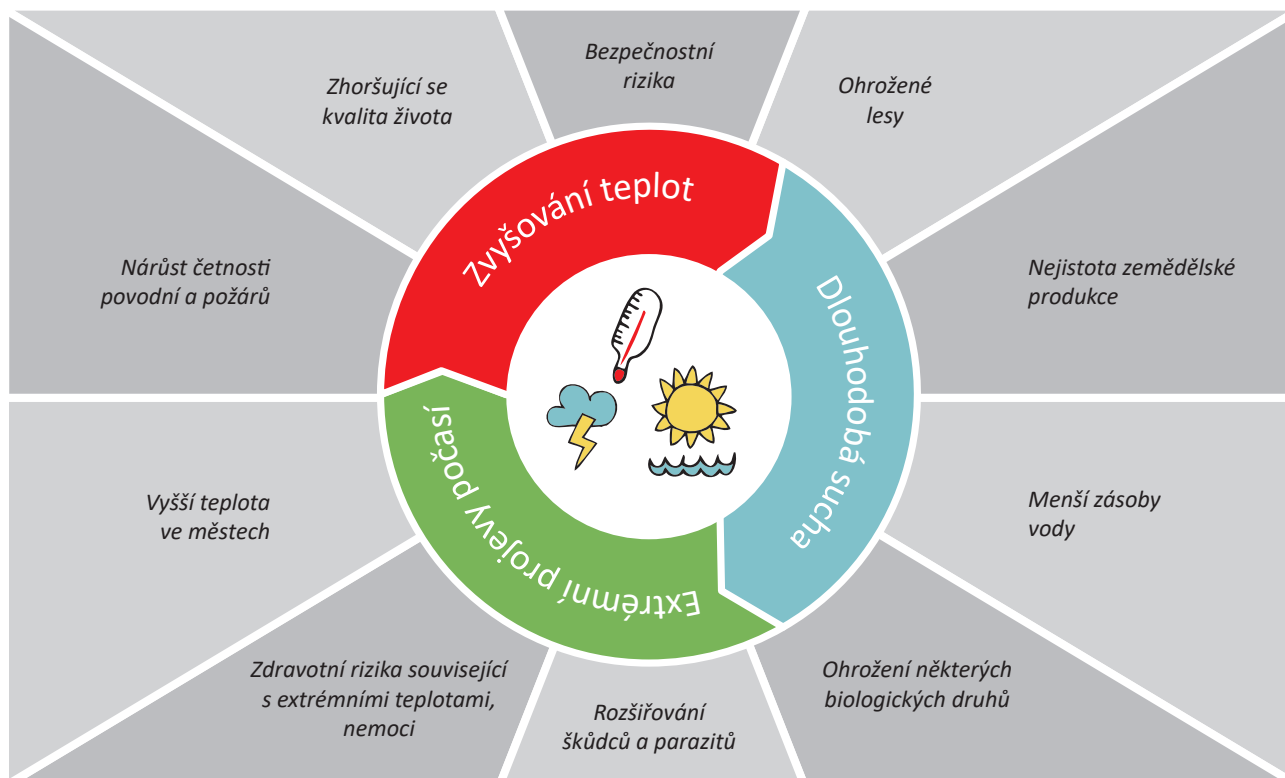 Bezpečnostní
rizika
Ohrožené
lesy
Nejistota zemědělské
produkce
Menší zásoby
vody
Ohrožení některých
biologických druhů
Rozšiřování
škůdců a parazitů
Zdravotní rizika související
s extrémními teplotami,
nemoci
Vyšší teplota
ve městech
Nárůst četnosti
povodní a požárů
Zhoršující se
kvalita života
Zvyšování teplot
Dlouhodobá sucha
Extrémní projevy počasí